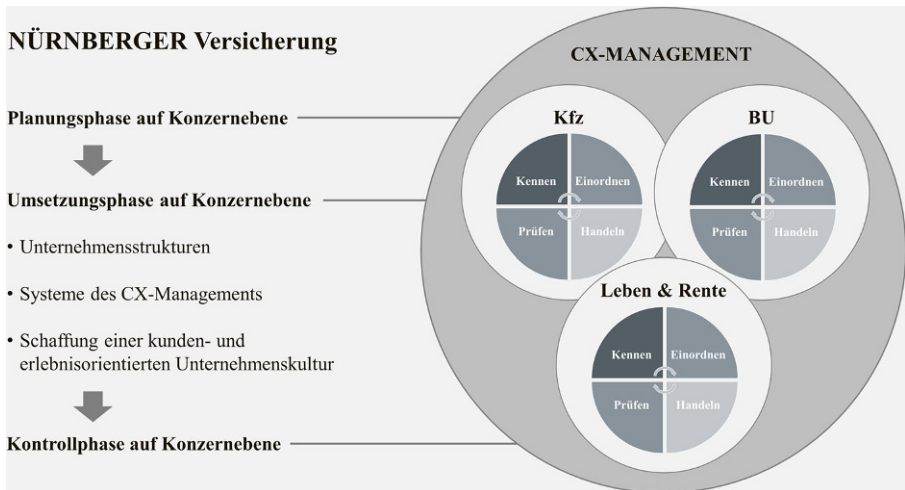 NÜRNBERGER Versicherung
Planungsphase auf Konzernebene
Umsetzungsphase auf Konzernebene
• Unternehmensstrukturen
• Systeme des CX-Managements
• Schaffung einer kunden- und
erlebnisorientierten Unternehmenskultur
Kontrollphase auf Konzernebene
CX-MANAGEMENT
Kfz
Kennen
Einordnen
Prüfen
Handeln
BU
Kennen
Einordnen
Prüfen
Handeln
Leben & Rente
Kennen
Einordnen
Prüfen
Handeln